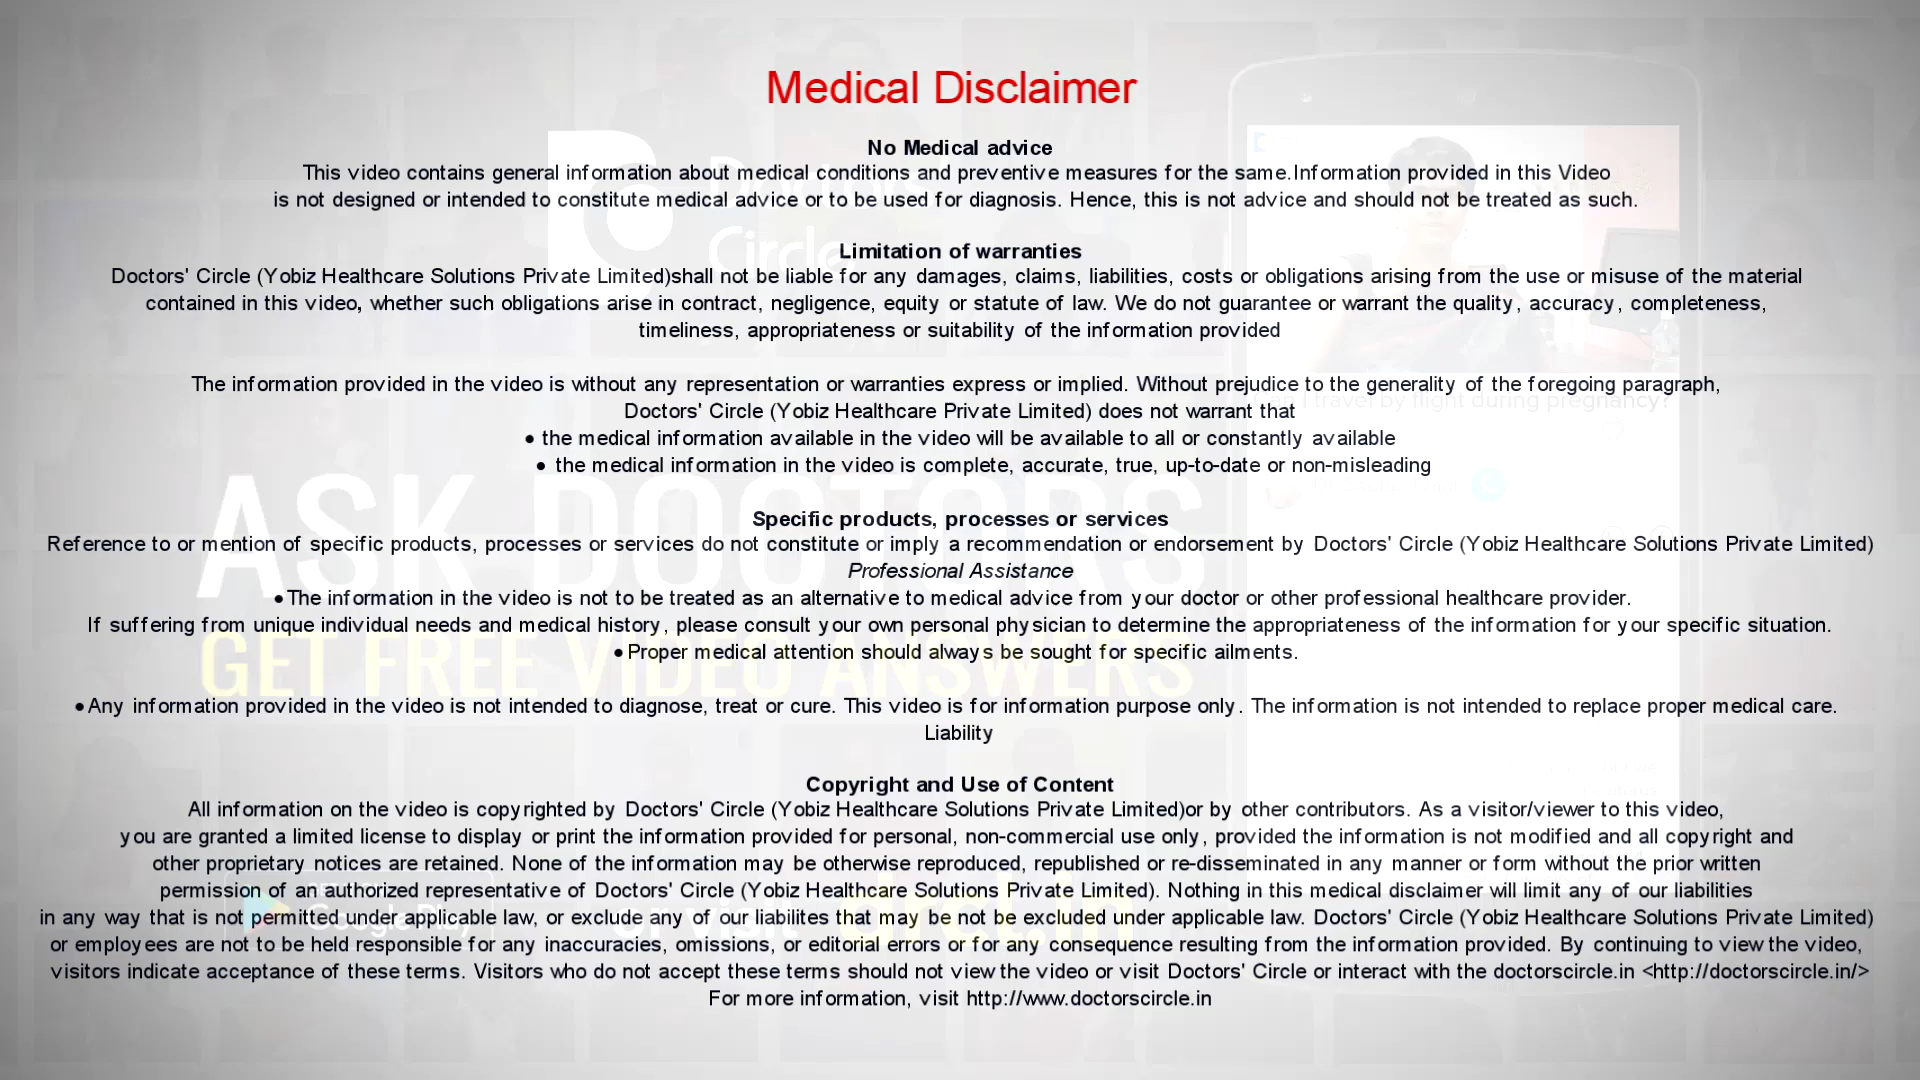 Medical Disclaimer
No Medical advice
This video contains general information about medical conditions and preventive measures for the same.Information provided in this Video
is not designed or intended to constitute medical advice or to be used for diagnosis. Hence, this is not advice and should not be treated as such.
Doctors
Circle
Limitation of warranties
Doctors' Circle (Yobiz Healthcare Solutions Private Limited)shall not be liable for any damages, claims, liabilities, costs or obligations arising from the use or misuse of the material
contained in this video, whether such obligations arise in contract, negligence, equity or statute of law. We do not guarantee or warrant the quality, accuracy, completeness,
timeliness, appropriateness or suitability of the information provided
The information provided in the video is without any representation or warranties express or implied. Without prejudice to the generality of the foregoing paragraph,
Can I travel by flight during pregnancy?
Doctors' Circle (Yobiz Healthcare Private Limited) does not warrant that
• the medical information available in the video will be available to all or constantly available
• the medical information in the video is complete, accurate, true, up-to-date or non-misleading
ASK DOCTORS
Specific products, processes or services
Reference to or mention of specific products, processes or services do not constitute or imply a recommendation or endorsement by Doctors' Circle (Yobiz Healthcare Solutions Private Limited)
Professional Assistance
•The information in the video is not to be treated as an alternative to medical advice from your doctor or other professional healthcare provider.
If suffering from unique individual needs and medical history, please consult your own personal physician to determine the appropriateness of the information for your specific situation.
GET FREE VIDEO ANSWERS
•Proper medical attention should always be sought for specific ailments.
•Any information provided in the video is not intended to diagnose, treat or cure. This video is for information purpose only. The information is not intended to replace proper medical care.
Liability
Copyright and Use of Content
All information on the video is copyrighted by Doctors' Circle (Yobiz Healthcare Solutions Private Limited)or by other contributors. As a visitor/viewer to this video,
you are granted a limited license to display or print the information provided for personal, non-commercial use only, provided the information is not modified and all copyright and
other proprietary notices are retained. None of the information may be otherwise reproduced, republished or re-disseminated in any manner or form without the prior written
permission of an authorized representative of Doctors' Circle (Yobiz Healthcare Solutions Private Limited). Nothing in this medical disclaimer will limit any of our liabilities
in any way that is not permitted under applicable law, or exclude any of our liabilites that may be not be excluded under applicable law. Doctors' Circle (Yobiz Healthcare Solutions Private Limited)
Google Play
or visit drcl.in
or employees are not to be held responsible for any inaccuracies, omissions, or editorial errors or for any consequence resulting from the information provided. By continuing to view the video,
visitors indicate acceptance of these terms. Visitors who do not accept these terms should not view the video or visit Doctors' Circle or interact with the doctorscircle.in <http://doctorscircle.in/>
For more information, visit http://www.doctorscircle.in